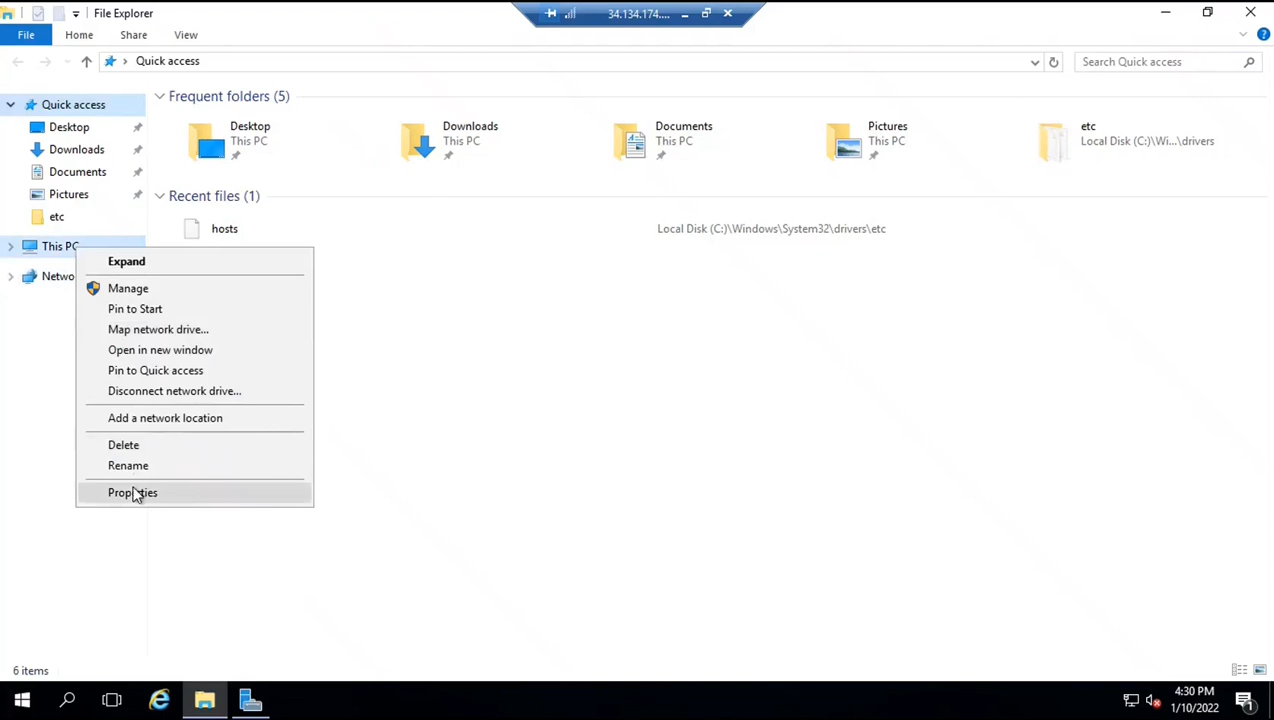 File Explorer
34.134.174....
File
Home
Share
View
Quick access
Search Quick access
Quick access
Desktop
Downloads
Documents
Pictures
etc
This PC
Frequent folders (5)
Desktop
This PC
Downloads
This PC
Documents
This PC
Pictures
This PC
etc
Local Disk (C:)\Wi...\drivers
Recent files (1)
hosts
Local Disk (C:)\Windows\System32\drivers\etc
Expand
Manage
Pin to Start
Map network drive...
Open in new window
Pin to Quick access
Disconnect network drive...
Add a network location
Delete
Rename
Properties
6 items
4:30 PM
1/10/2022
1